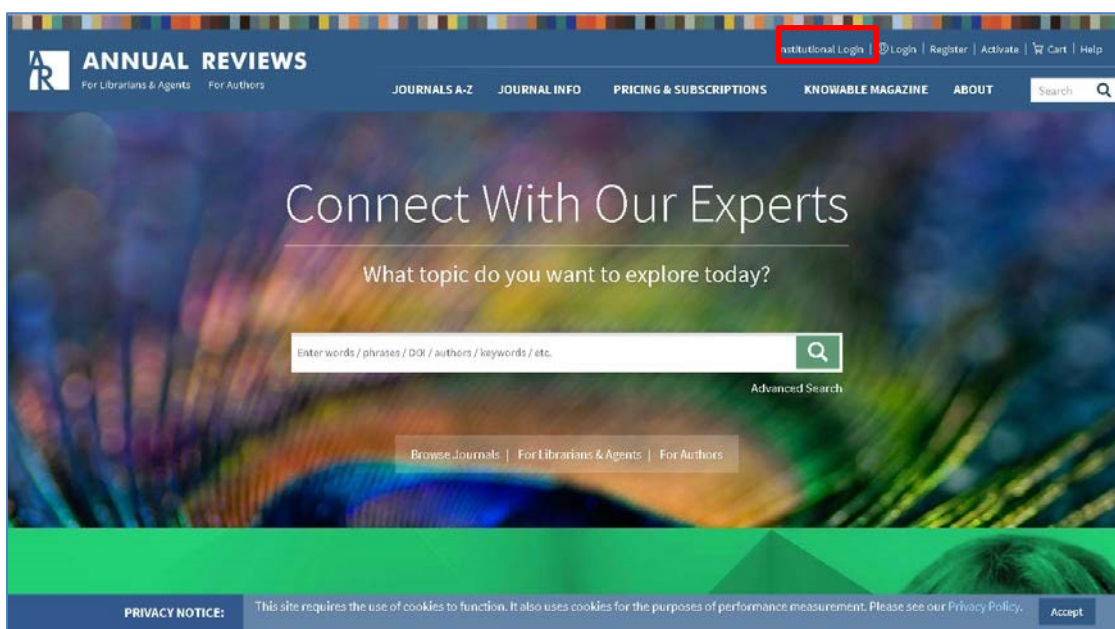 nstitutional Login | Login | Register | Activate | Cart | Help
AR ANNUAL REVIEWS
For Librarians & Agents For Authors
JOURNALS A-Z JOURNAL INFO PRICING & SUBSCRIPTIONS KNOWABLE MAGAZINE ABOUT Search
Connect With Our Experts
What topic do you want to explore today?
Enter words / phrases / DOI / authors / keywords / etc.
Advanced Search
Browse Journals | For Librarians & Agents | For Authors
PRIVACY NOTICE: This site requires the use of cookies to function. It also uses cookies for the purposes of performance measurement. Please see our Privacy Policy. Accept